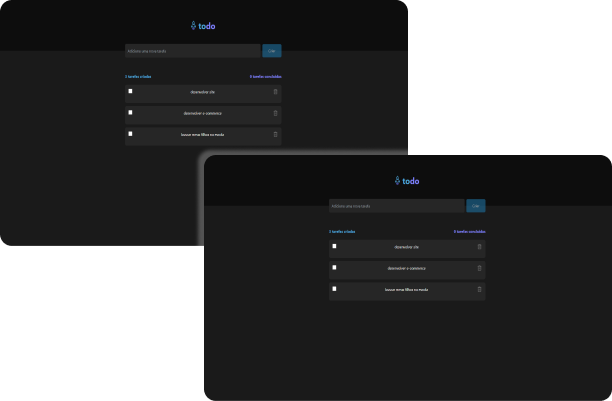 todo
Adicione uma nova tarefa
Criar
3 tarefas criadas
0 tarefas concluidas
desenvolver site
desenvolver e-commerce
buscar meus filhos na escola
todo
Adicione uma nova tarefa
Criar
3 tarefas criadas
0 tarefas concluidas
desenvolver site
desenvolver e-commerce
buscar meus filhos na escola